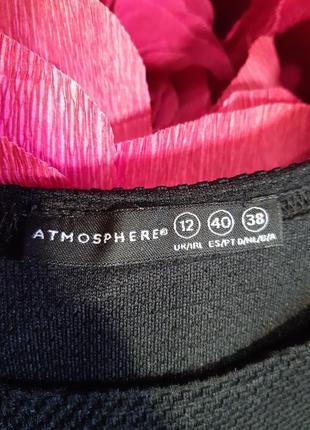 ATMOSPHERE® 12 40 38
UK/IRL ES/PT D/NL/B/A